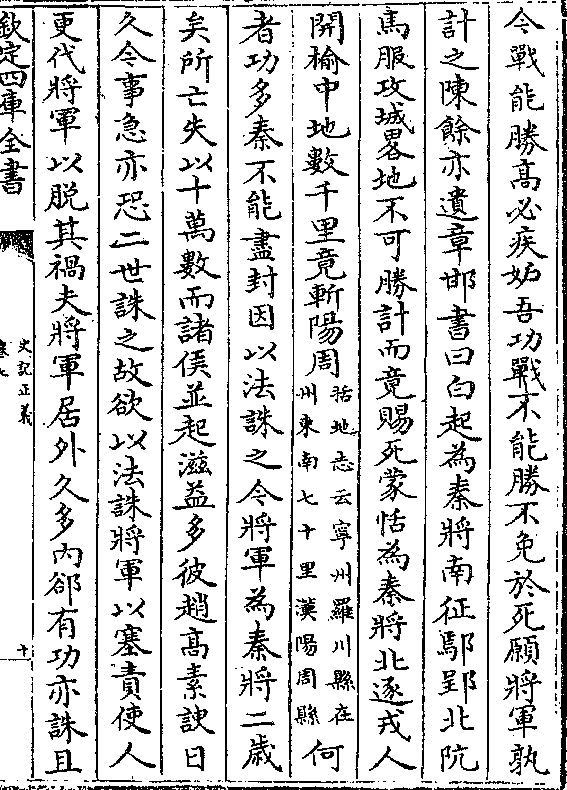 令戰能勝髙必疾妬吾功戰不能勝不免於死願將軍孰
計之陳餘亦遺章邯書曰白起為秦將南征鄢郢北阬
馬服攻城畧地不可勝計而竟賜死蒙恬為秦將北逐戎人
開榆中地數千里竟斬陽周
括地志云寧州羅川縣在
州東南七十里漢陽周縣
何
者功多秦不能盡封因以法誅之今將軍為秦將二歲
矣所亡失以十萬數而諸侯並起滋益多彼趙髙素諛日
久今事急亦恐二世誅之故欲以法誅將軍以塞責使人
更代將軍以脱其禍夫將軍居外久多內郤有功亦誅且
欽定四庫全書
史記正義
卷七
十